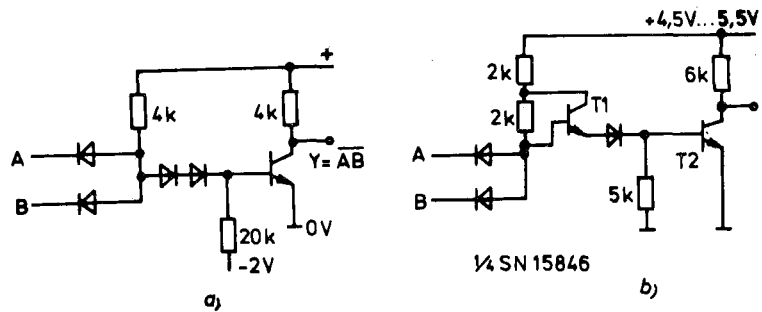 +
4k
4k
A
B
Y= A̅B̅
20k
0V
-2V
a)
+4,5V...5,5V
2k
6k
2k
T1
A
B
T2
5k
1/4 SN 15846
b)